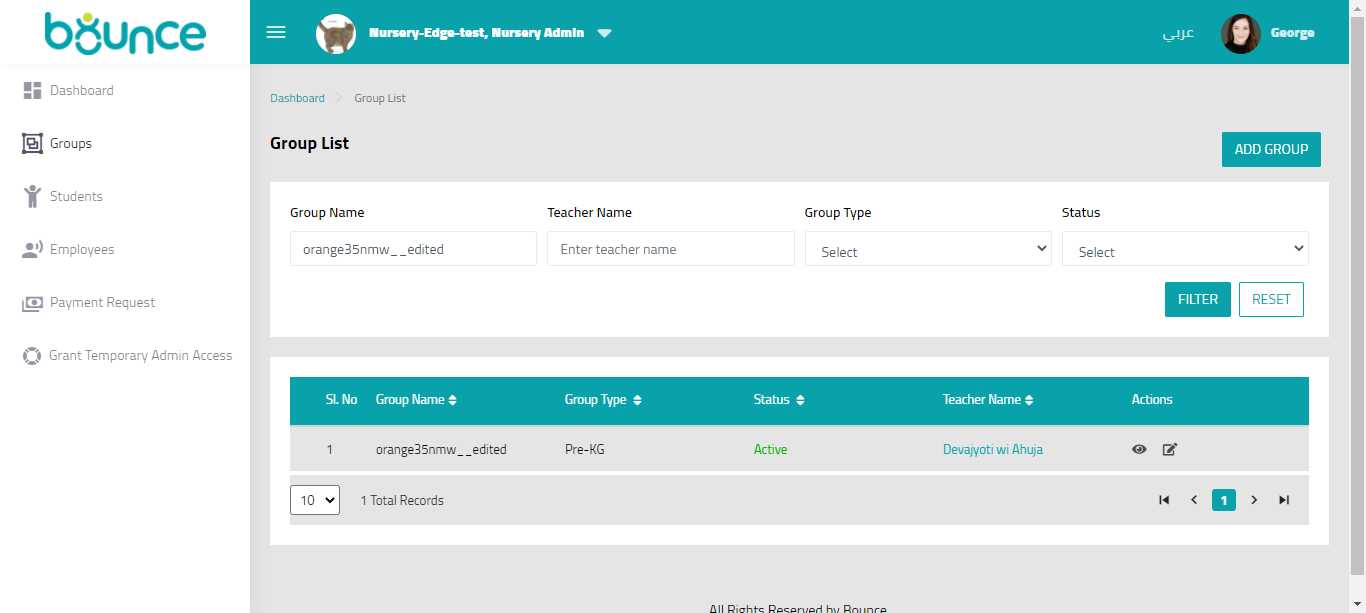 bounce
Nursery-Edge-test, Nursery Admin
عربي
George
Dashboard
Groups
Students
Employees
Payment Request
Grant Temporary Admin Access
Dashboard > Group List
Group List
ADD GROUP
Group Name Teacher Name Group Type Status
orange35nmw__edited Enter teacher name Select Select
FILTER RESET
Sl. No Group Name Group Type Status Teacher Name Actions
1 orange35nmw__edited Pre-KG Active Devajyoti wi Ahuja
10 1 Total Records 1
All Rights Reserved by Bounce